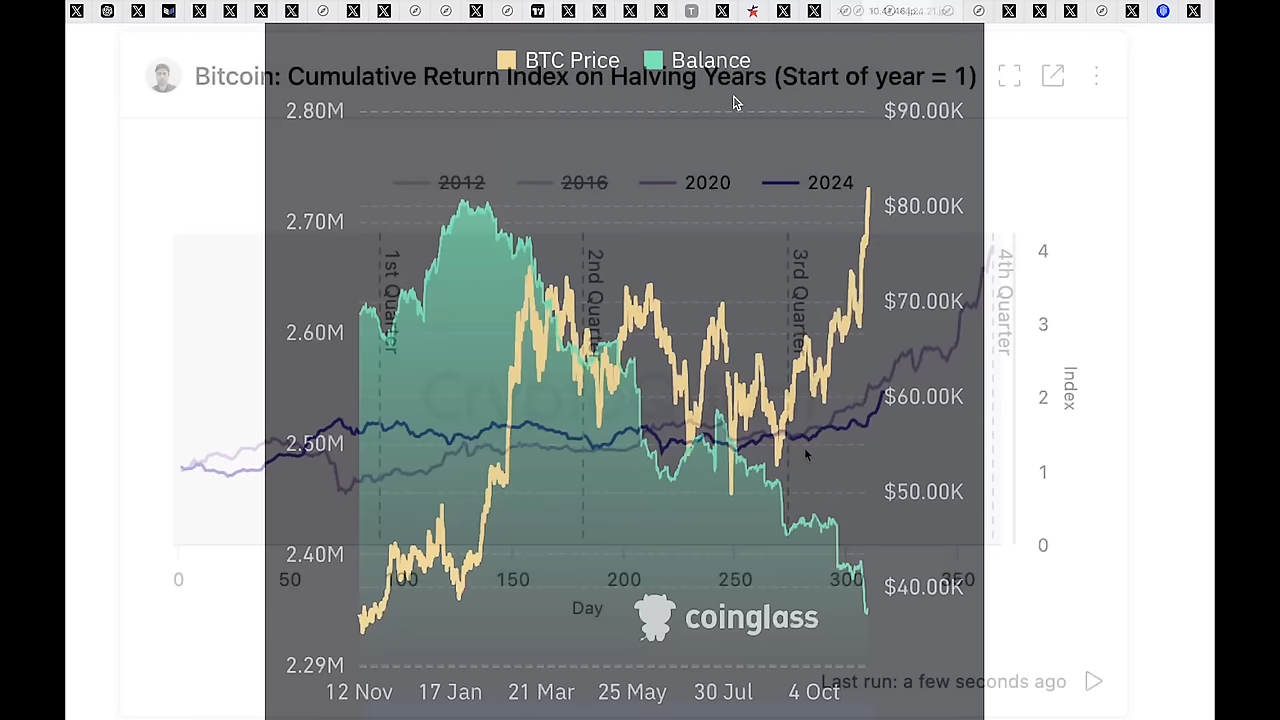 BTC Price Balance
Bitcoin: Cumulative Return Index on Halving Years (Start of year = 1)
2.80M $90.00K
2012 2016 2020 2024
$80.00K
2.70M
1st Quarter 2nd Quarter 3rd Quarter 4th Quarter
4
$70.00K
2.60M 3
Index
$60.00K 2
2.50M
1
$50.00K
2.40M 0
0 50 100 150 200 250 300 350
$40.00K
Day
coinglass
2.29M
Last run: a few seconds ago
12 Nov 17 Jan 21 Mar 25 May 30 Jul 4 Oct